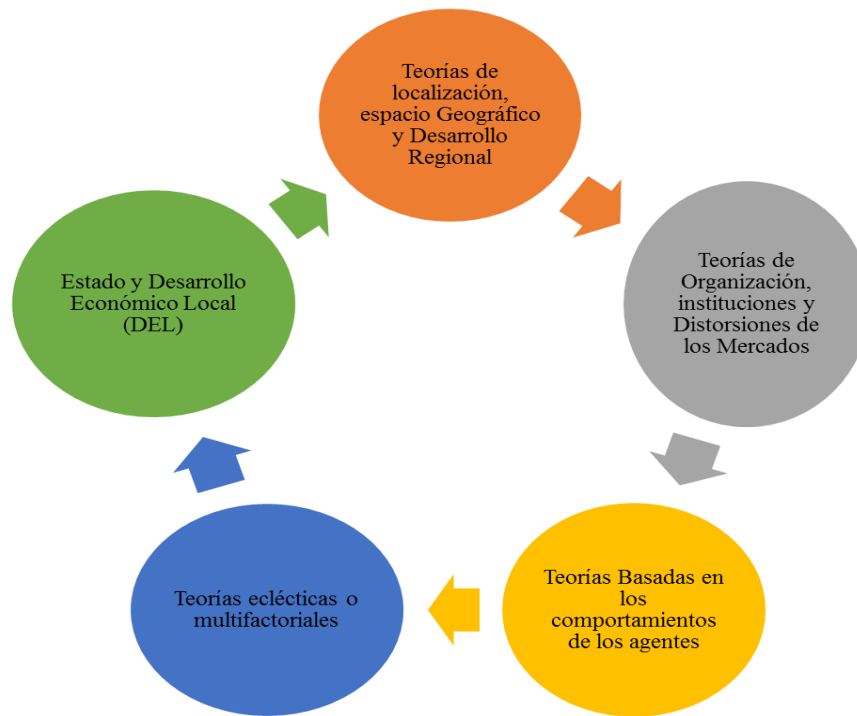 Teorías de
localización,
espacio Geográfico
y Desarrollo
Regional
Teorías de
Organización,
instituciones y
Distorsiones de
los Mercados
Teorías Basadas en
los
comportamientos
de los agentes
Teorías eclécticas o
multifactoriales
Estado y Desarrollo
Económico Local
(DEL)